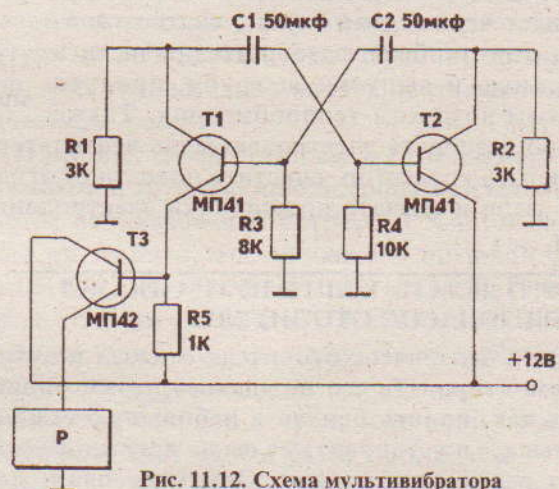 C1 50мкф C2 50мкф
R1
3К
T1
МП41
T2
МП41
R2
3К
R3
8К
R4
10К
T3
МП42
R5
1К
+12В
P
Рис. 11.12. Схема мультивибратора